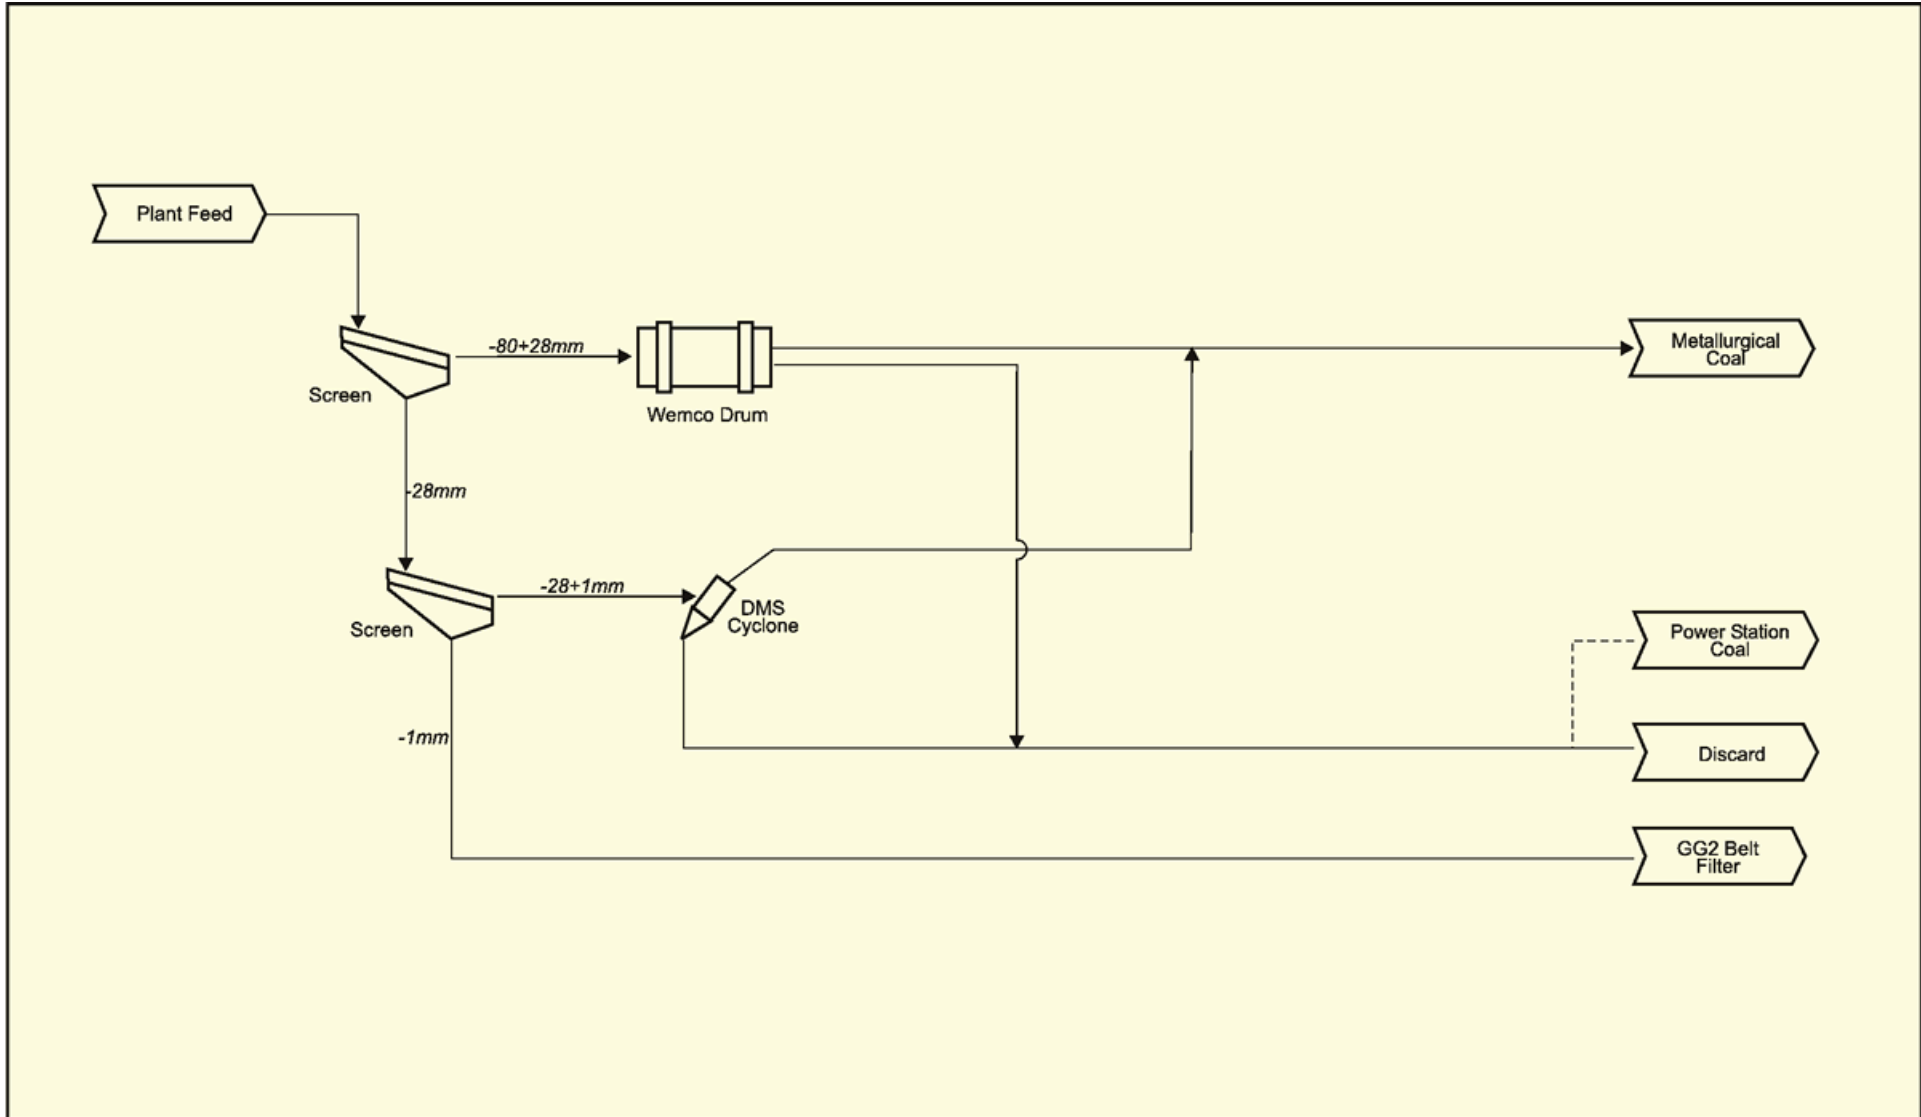 Plant Feed
-80+28mm
Metallurgical
Coal
Screen
Wemco Drum
-28mm
-28+1mm
DMS
Cyclone
Screen
Power Station
Coal
-1mm
Discard
GG2 Belt
Filter